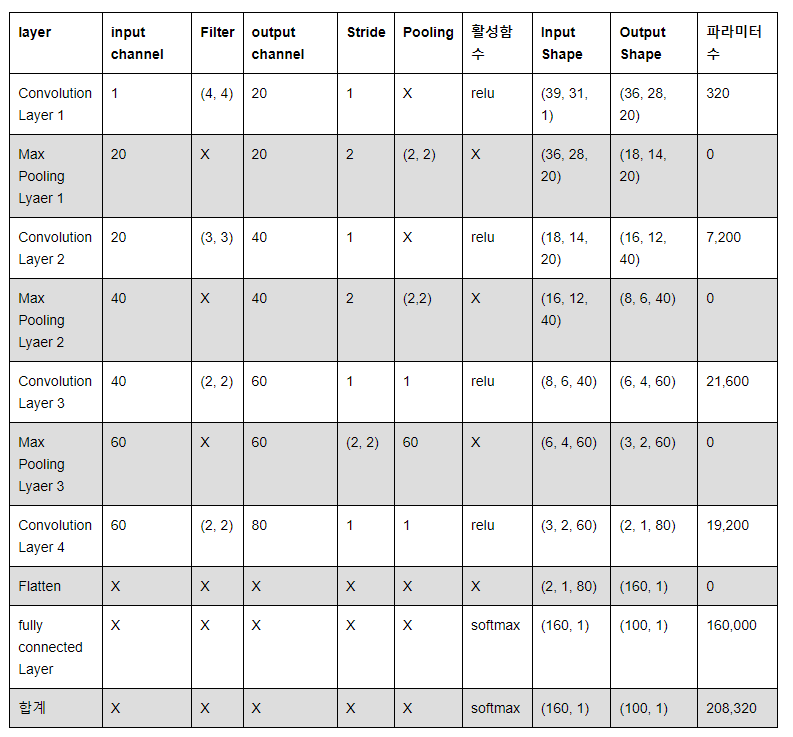 layer | input channel | Filter | output channel | Stride | Pooling | 활성함수 | Input Shape | Output Shape | 파라미터 수
Convolution Layer 1 | 1 | (4, 4) | 20 | 1 | X | relu | (39, 31, 1) | (36, 28, 20) | 320
Max Pooling Lyaer 1 | 20 | X | 20 | 2 | (2, 2) | X | (36, 28, 20) | (18, 14, 20) | 0
Convolution Layer 2 | 20 | (3, 3) | 40 | 1 | X | relu | (18, 14, 20) | (16, 12, 40) | 7,200
Max Pooling Lyaer 2 | 40 | X | 40 | 2 | (2,2) | X | (16, 12, 40) | (8, 6, 40) | 0
Convolution Layer 3 | 40 | (2, 2) | 60 | 1 | 1 | relu | (8, 6, 40) | (6, 4, 60) | 21,600
Max Pooling Lyaer 3 | 60 | X | 60 | (2, 2) | 60 | X | (6, 4, 60) | (3, 2, 60) | 0
Convolution Layer 4 | 60 | (2, 2) | 80 | 1 | 1 | relu | (3, 2, 60) | (2, 1, 80) | 19,200
Flatten | X | X | X | X | X | X | (2, 1, 80) | (160, 1) | 0
fully connected Layer | X | X | X | X | X | softmax | (160, 1) | (100, 1) | 160,000
합계 | X | X | X | X | X | softmax | (160, 1) | (100, 1) | 208,320